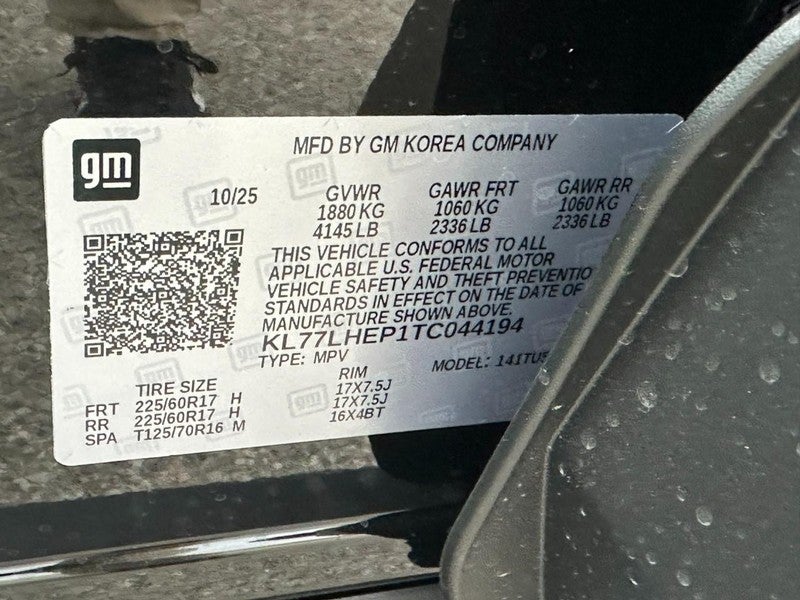 gm
MFD BY GM KOREA COMPANY
10/25 GVWR GAWR FRT GAWR RR
1880 KG 1060 KG 1060 KG
4145 LB 2336 LB 2336 LB
THIS VEHICLE CONFORMS TO ALL
APPLICABLE U.S. FEDERAL MOTOR
VEHICLE SAFETY AND THEFT PREVENTIO
STANDARDS IN EFFECT ON THE DATE OF
MANUFACTURE SHOWN ABOVE.
KL77LHEP1TC044194
TYPE: MPV MODEL: 141TUS
TIRE SIZE RIM
FRT 225/60R17 H 17X7.5J
RR 225/60R17 H 17X7.5J
SPA T125/70R16 M 16X4BT